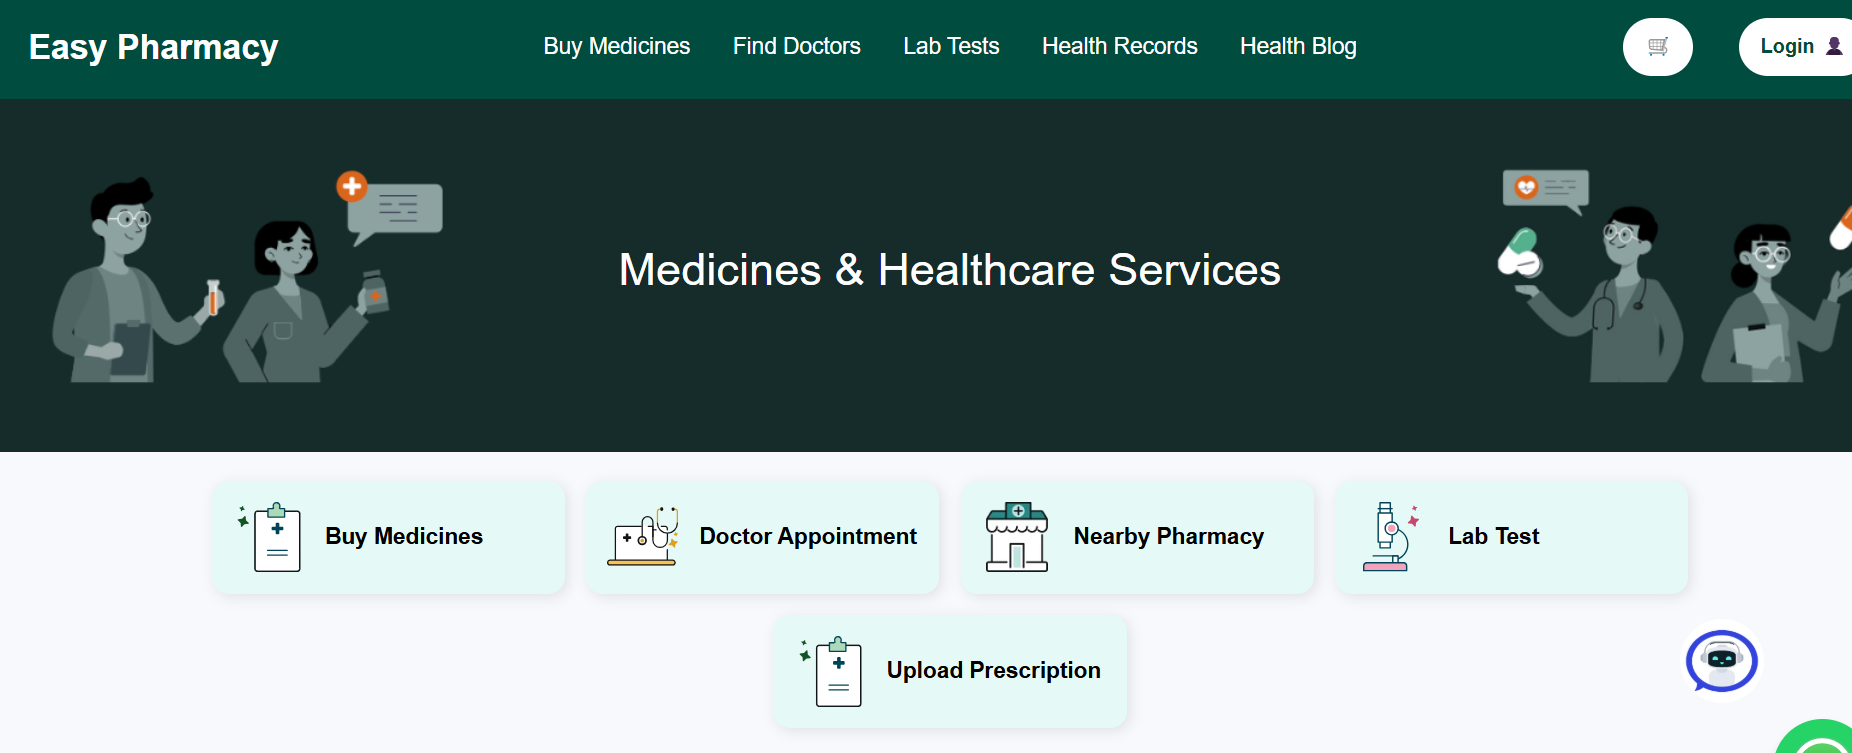 Easy Pharmacy
Buy Medicines
Find Doctors
Lab Tests
Health Records
Health Blog
Login
Medicines & Healthcare Services
Buy Medicines
Doctor Appointment
Nearby Pharmacy
Lab Test
Upload Prescription